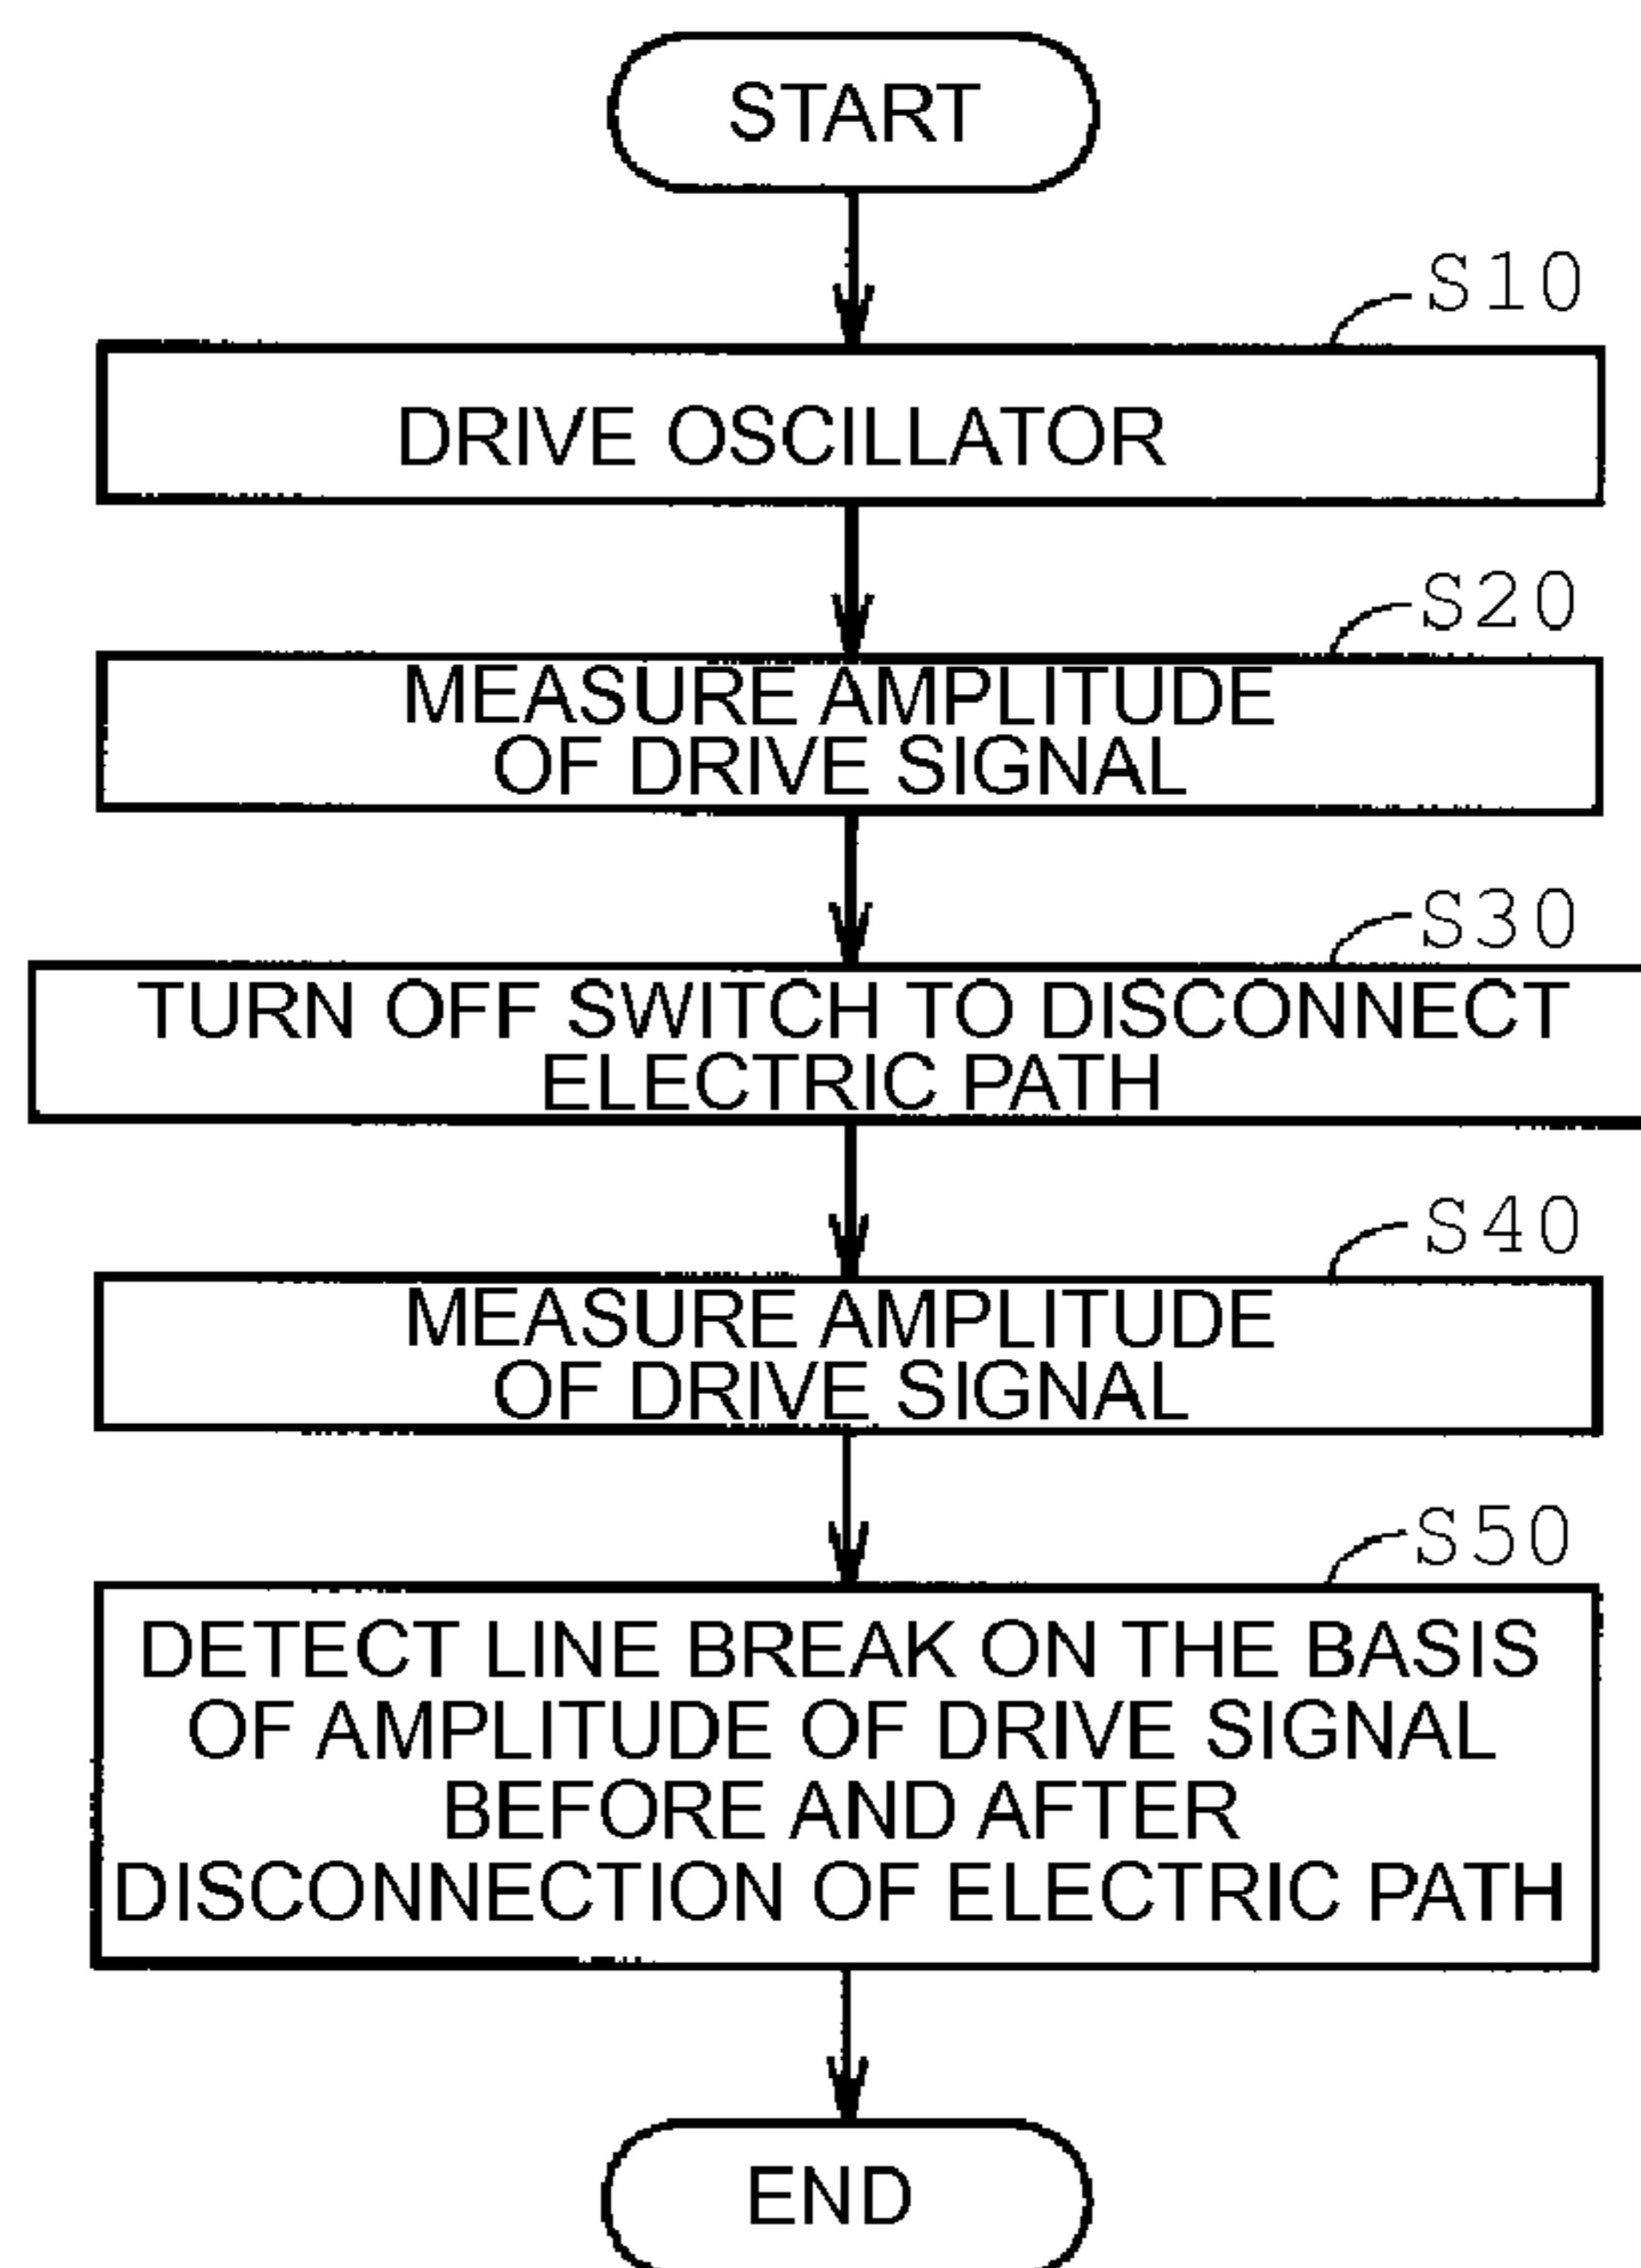 START
S10
DRIVE OSCILLATOR
S20
MEASURE AMPLITUDE
OF DRIVE SIGNAL
S30
TURN OFF SWITCH TO DISCONNECT
ELECTRIC PATH
S40
MEASURE AMPLITUDE
OF DRIVE SIGNAL
S50
DETECT LINE BREAK ON THE BASIS
OF AMPLITUDE OF DRIVE SIGNAL
BEFORE AND AFTER
DISCONNECTION OF ELECTRIC PATH
END